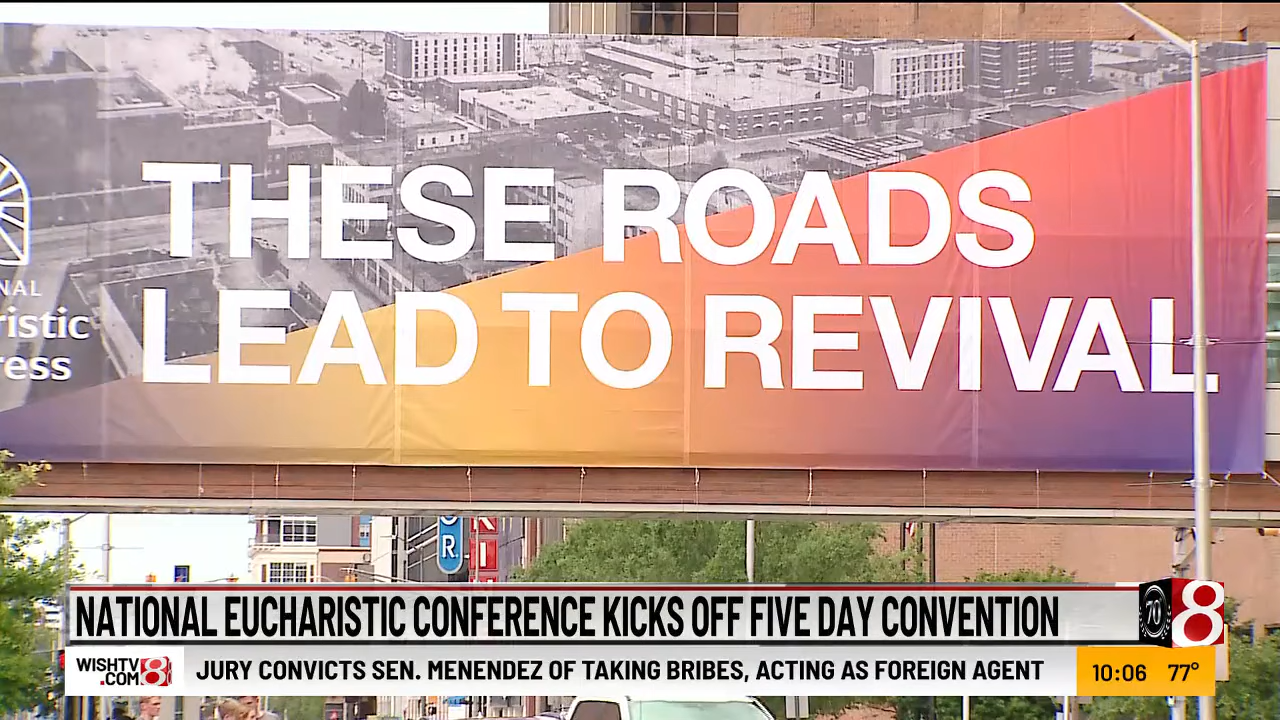 THESE ROADS
LEAD TO REVIVAL
NAL
ristic
ress
R.
NATIONAL EUCHARISTIC CONFERENCE KICKS OFF FIVE DAY CONVENTION
70
8
WISHTV
.COM
8
JURY CONVICTS SEN. MENENDEZ OF TAKING BRIBES, ACTING AS FOREIGN AGENT
10:06 77°